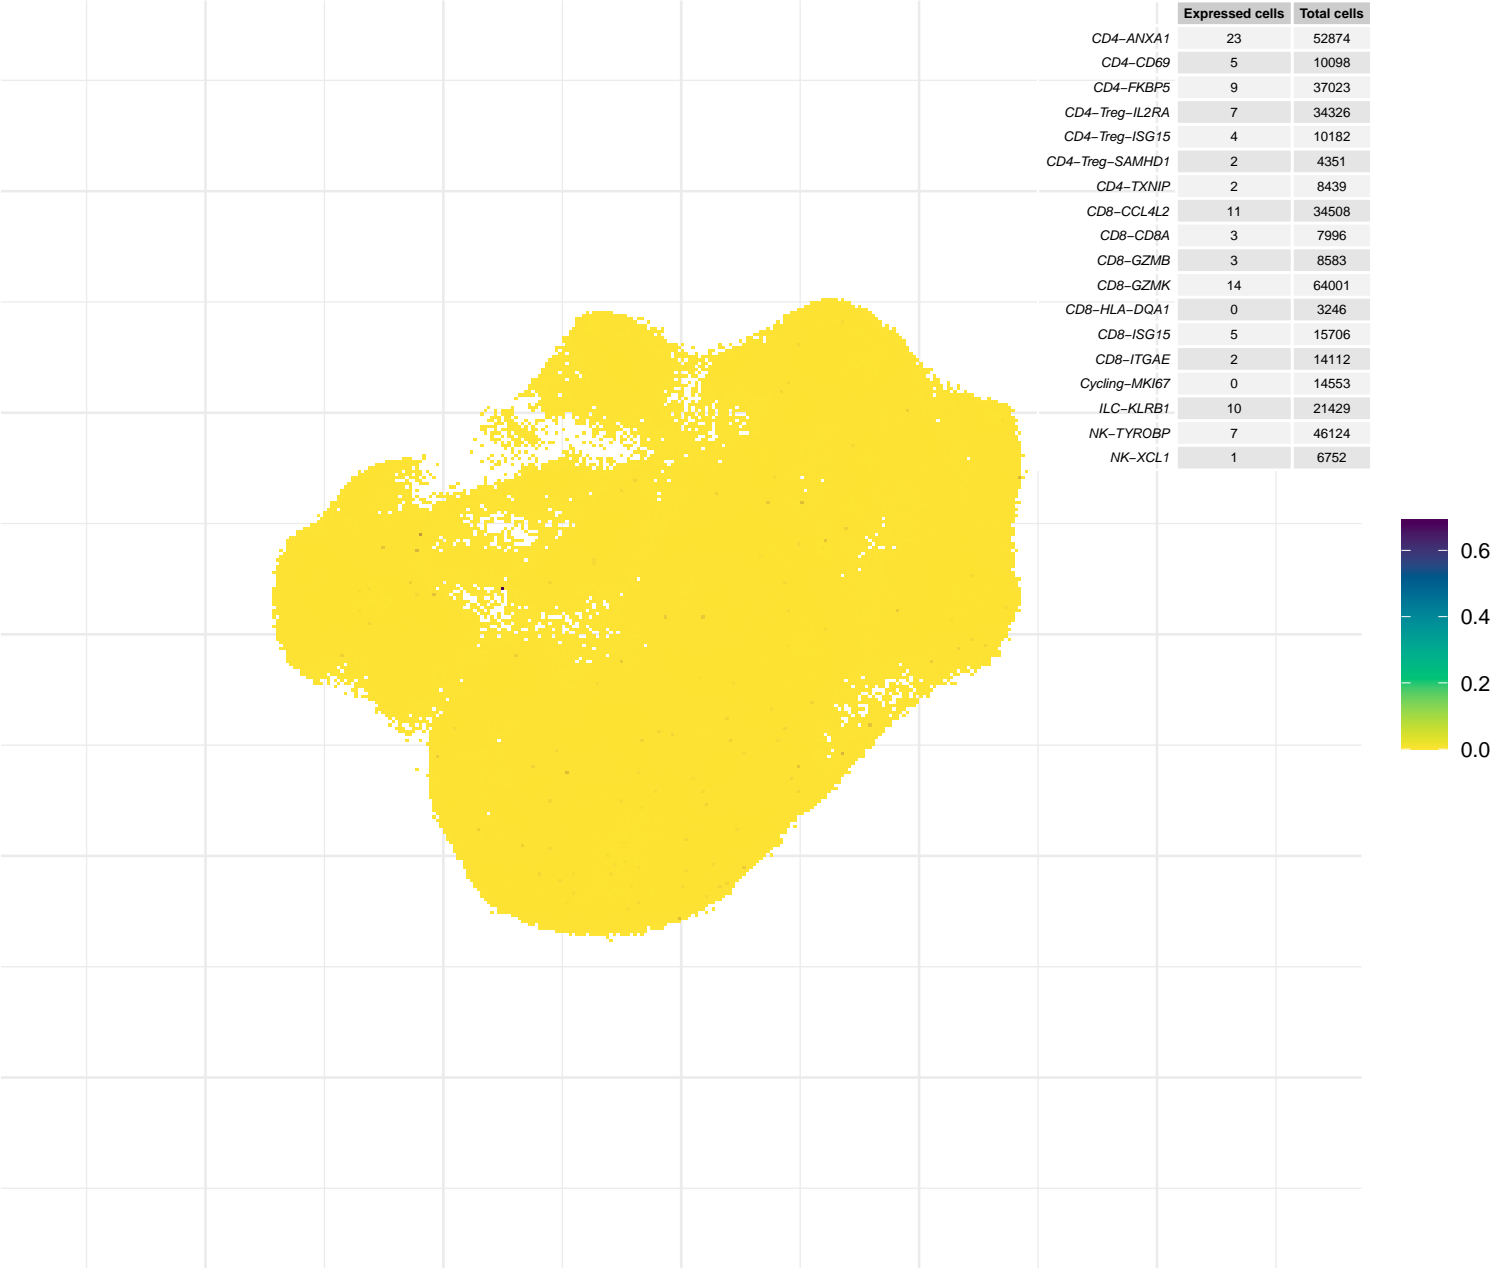 Expressed cells Total cells
CD4−ANXA1 23 52874
CD4−CD69 5 10098
CD4−FKBP5 9 37023
CD4−Treg−IL2RA 7 34326
CD4−Treg−ISG15 4 10182
CD4−Treg−SAMHD1 2 4351
CD4−TXNIP 2 8439
CD8−CCL4L2 11 34508
CD8−CD8A 3 7996
CD8−GZMB 3 8583
CD8−GZMK 14 64001
CD8−HLA−DQA1 0 3246
CD8−ISG15 5 15706
CD8−ITGAE 2 14112
Cycling−MKI67 0 14553
ILC−KLRB1 10 21429
NK−TYROBP 7 46124
NK−XCL1 1 6752
0.6
0.4
0.2
0.0